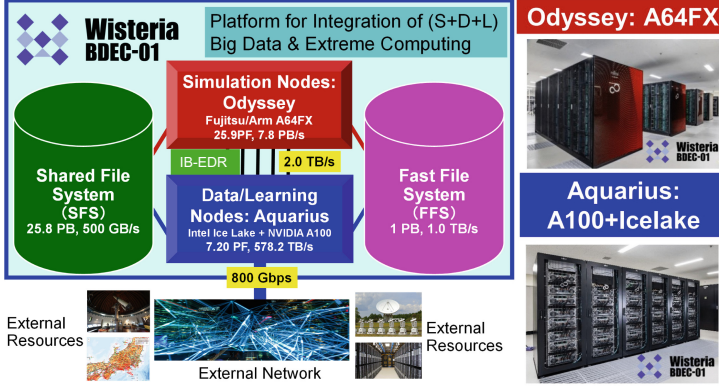 Wisteria
BDEC-01
Platform for Integration of (S+D+L)
Big Data & Extreme Computing
Simulation Nodes:
Odyssey
Fujitsu/Arm A64FX
25.9PF, 7.8 PB/s
IB-EDR
2.0 TB/s
Shared File
System
(SFS)
25.8 PB, 500 GB/s
Data/Learning
Nodes: Aquarius
Intel Ice Lake + NVIDIA A100
7.20 PF, 578.2 TB/s
Fast File
System
(FFS)
1 PB, 1.0 TB/s
800 Gbps
External
Resources
External Network
External
Resources
Odyssey: A64FX
Wisteria
BDEC-01
Aquarius:
A100+Icelake
Wisteria
BDEC-01